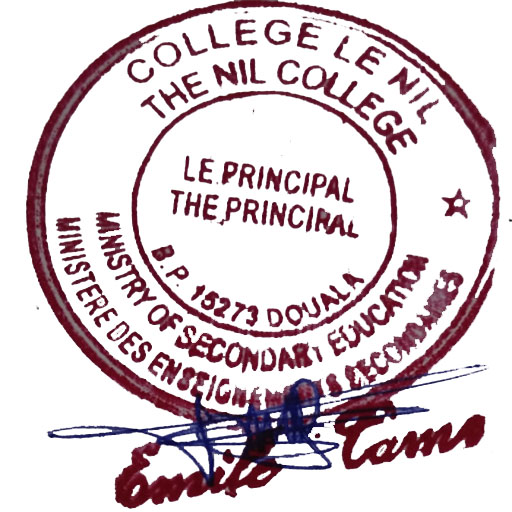 COLLEGE LE NIL
THE NIL COLLEGE
LE PRINCIPAL
THE PRINCIPAL
B.P. 15273 DOUALA
MINISTRY OF SECONDARY EDUCATION
MINISTERE DES ENSEIGNEMENTS SECONDAIRES